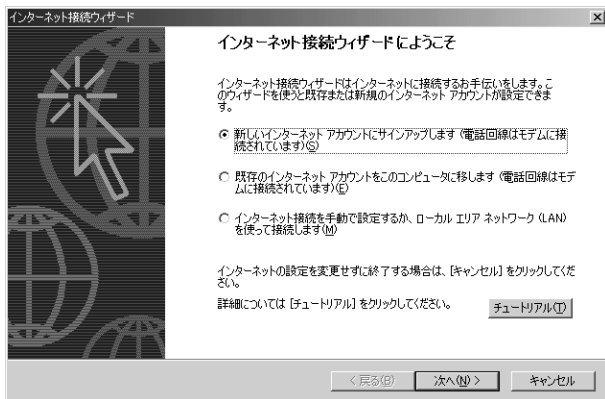 インターネット接続ウィザード
インターネット接続ウィザードにようこそ
インターネット接続ウィザードはインターネットに接続するお手伝いをします。こ
のウィザードを使うと既存または新規のインターネット アカウントが設定できま
す。
新しいインターネット アカウントにサインアップします (電話回線はモデムに接
続されています)(S)
既存のインターネット アカウントをこのコンピュータに移します (電話回線はモデ
ムに接続されています)(E)
インターネット接続を手動で設定するか、ローカル エリア ネットワーク (LAN)
を使って接続します(M)
インターネットの設定を変更せずに終了する場合は、[キャンセル] をクリックしてくだ
さい。
詳細については [チュートリアル] をクリックしてください。
チュートリアル(T)
< 戻る(B)
次へ(N) >
キャンセル